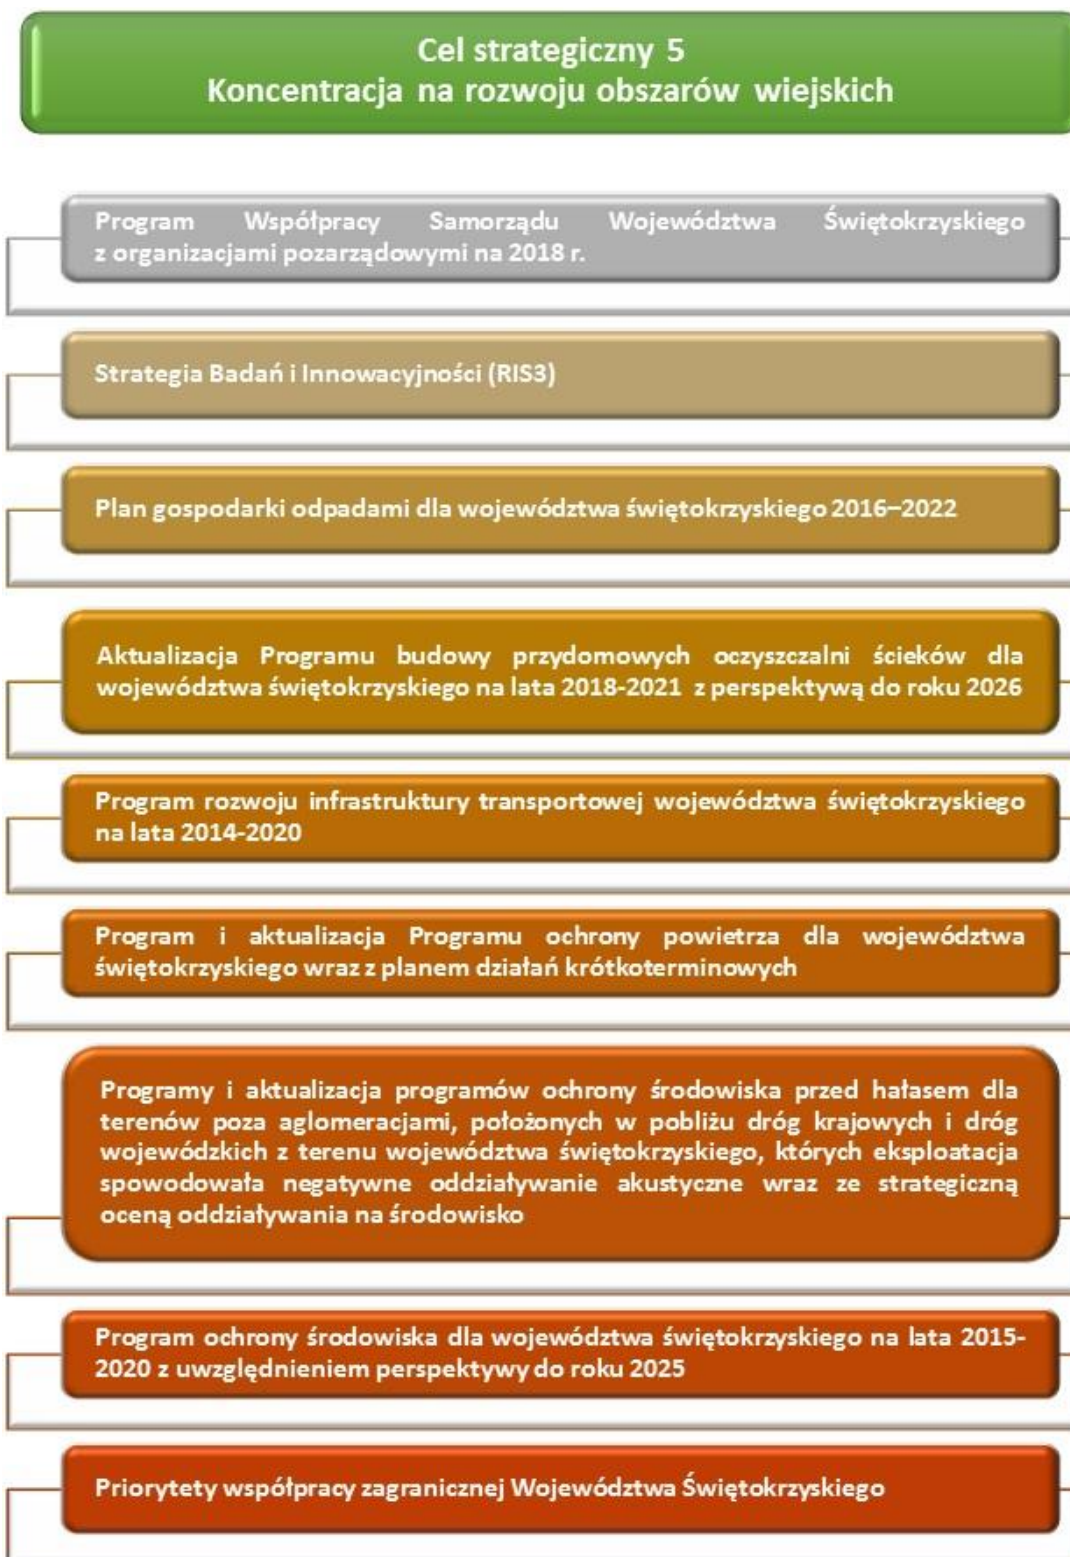 Cel strategiczny 5
Koncentracja na rozwoju obszarów wiejskich
Program Współpracy Samorządu Województwa Świętokrzyskiego
z organizacjami pozarządowymi na 2018 r.
Strategia Badań i Innowacyjności (RIS3)
Plan gospodarki odpadami dla województwa świętokrzyskiego 2016–2022
Aktualizacja Programu budowy przydomowych oczyszczalni ścieków dla
województwa świętokrzyskiego na lata 2018-2021 z perspektywą do roku 2026
Program rozwoju infrastruktury transportowej województwa świętokrzyskiego
na lata 2014-2020
Program i aktualizacja Programu ochrony powietrza dla województwa
świętokrzyskiego wraz z planem działań krótkoterminowych
Programy i aktualizacja programów ochrony środowiska przed hałasem dla
terenów poza aglomeracjami, położonych w pobliżu dróg krajowych i dróg
wojewódzkich z terenu województwa świętokrzyskiego, których eksploatacja
spowodowała negatywne oddziaływanie akustyczne wraz ze strategiczną
oceną oddziaływania na środowisko
Program ochrony środowiska dla województwa świętokrzyskiego na lata 2015-
2020 z uwzględnieniem perspektywy do roku 2025
Priorytety współpracy zagranicznej Województwa Świętokrzyskiego